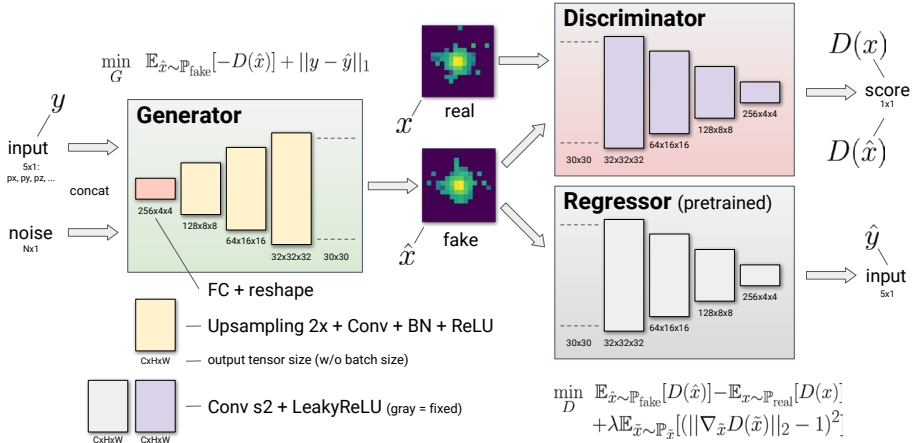 min_G 𝔼_{x̂∼ℙ_fake}[−D(x̂)] + ||y − ŷ||₁
y
input
5x1:
px, py, pz, ...
concat
noise
Nx1
Generator
256x4x4
128x8x8
64x16x16
32x32x32
30x30
FC + reshape
x
real
x̂
fake
Discriminator
30x30
32x32x32
64x16x16
128x8x8
256x4x4
D(x)
score
1x1
D(x̂)
Regressor (pretrained)
30x30
32x32x32
64x16x16
128x8x8
256x4x4
ŷ
input
5x1
Upsampling 2x + Conv + BN + ReLU
CxHxW
output tensor size (w/o batch size)
Conv s2 + LeakyReLU (gray = fixed)
CxHxW
CxHxW
min_D 𝔼_{x̂∼ℙ_fake}[D(x̂)]−𝔼_{x∼ℙ_real}[D(x)]
+λ𝔼_{x̃∼ℙ_x̃}[(||∇_x̃ D(x̃)||₂ − 1)²]